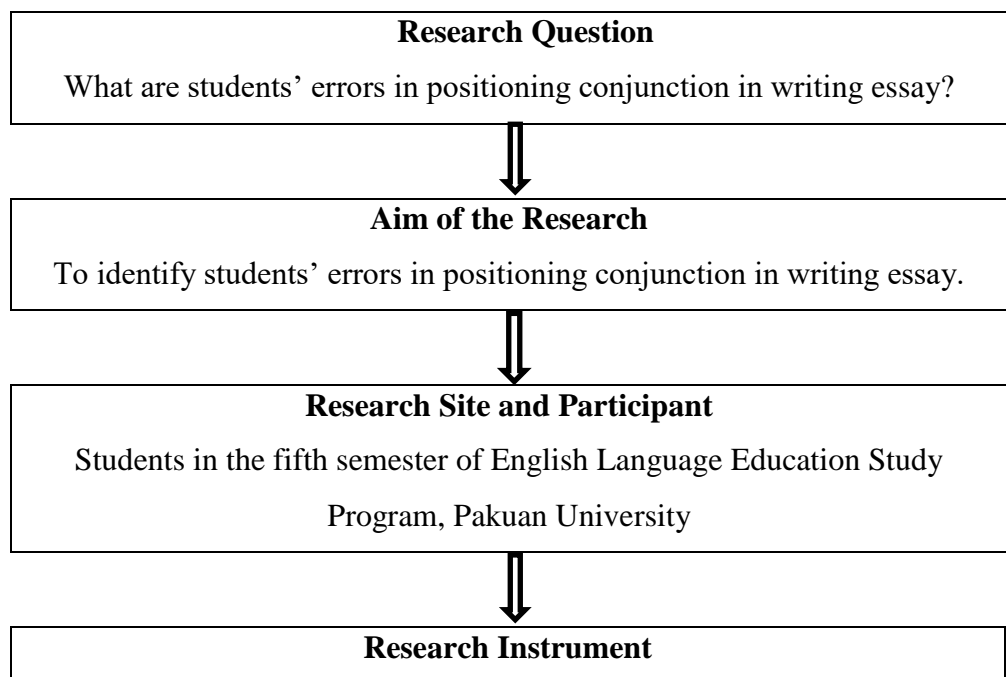 Research Question
What are students’ errors in positioning conjunction in writing essay?
Aim of the Research
To identify students’ errors in positioning conjunction in writing essay.
Research Site and Participant
Students in the fifth semester of English Language Education Study
Program, Pakuan University
Research Instrument